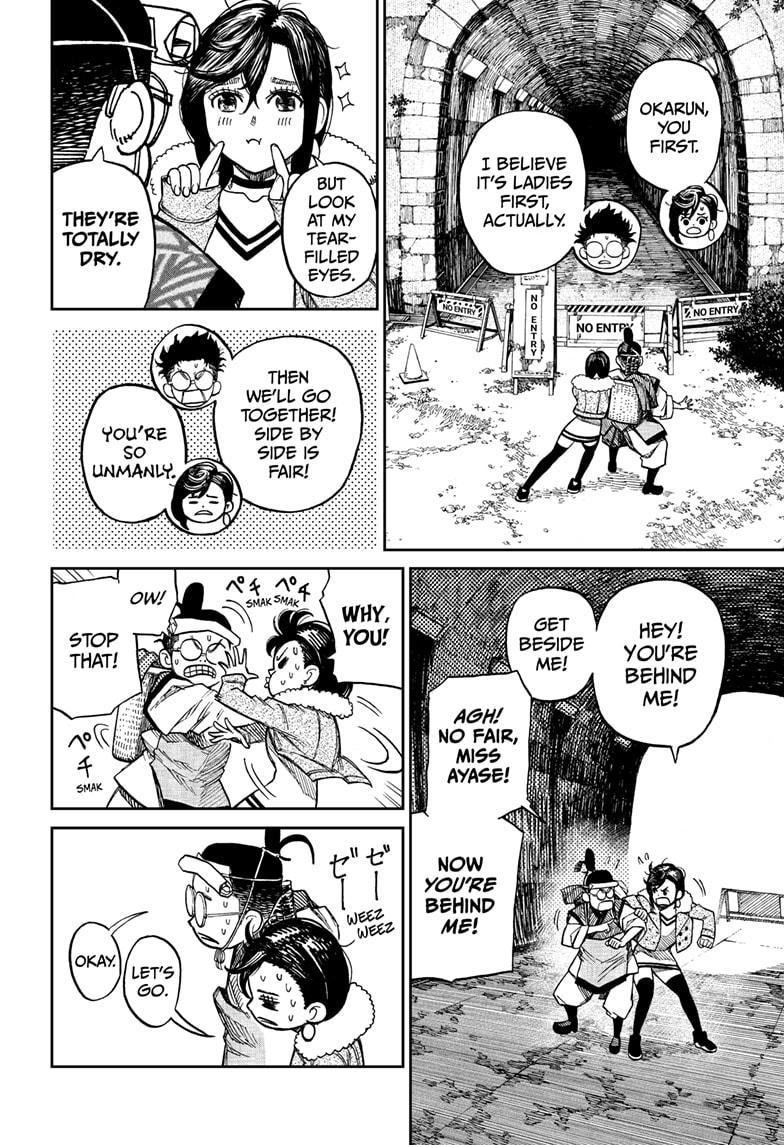 OKARUN,
YOU
FIRST.
I BELIEVE
IT'S LADIES
FIRST,
ACTUALLY.
NO ENTRY
NO
ENTRY
NO ENTRY
NO ENTRY
BUT
LOOK
AT MY
TEAR-
FILLED
EYES.
THEY'RE
TOTALLY
DRY.
THEN
WE'LL GO
TOGETHER!
SIDE BY
SIDE IS
FAIR!
YOU'RE
SO
UNMANLY.
HEY!
YOU'RE
BEHIND
ME!
GET
BESIDE
ME!
AGH!
NO FAIR,
MISS
AYASE!
NOW
YOU'RE
BEHIND
ME!
WHY,
YOU!
ペチ
SMAK
ペチ
SMAK
OW!
STOP
THAT!
ペチ
SMAK
ゼーゼー
WEEZ
WEEZ
OKAY.
LET'S
GO.